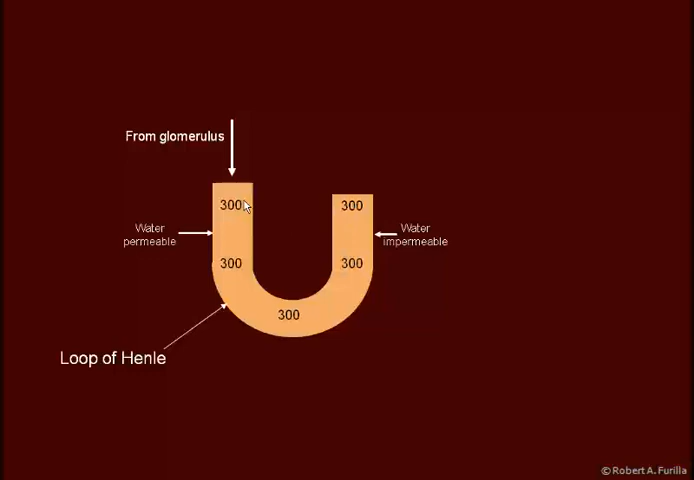 From glomerulus
300
300
Water
permeable
Water
impermeable
300
300
300
Loop of Henle
© Robert A. Furilla